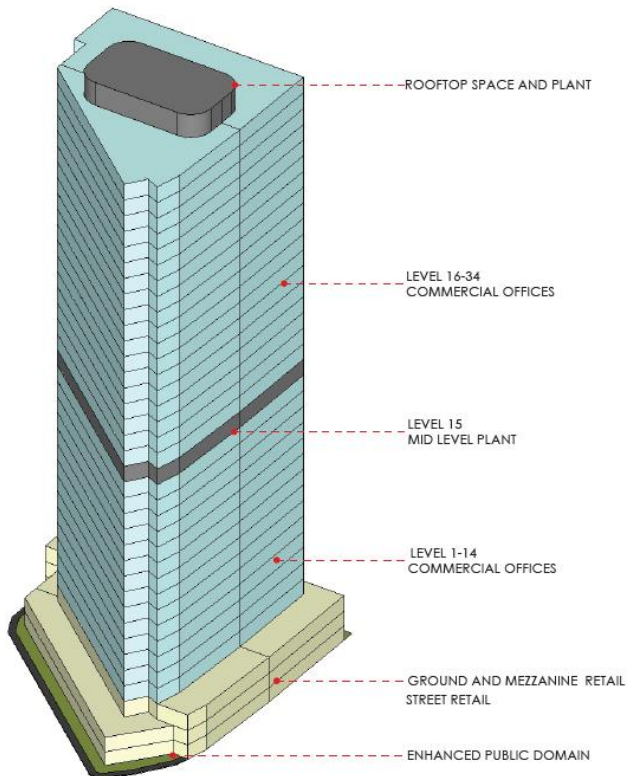 ROOFTOP SPACE AND PLANT
LEVEL 16-34
COMMERCIAL OFFICES
LEVEL 15
MID LEVEL PLANT
LEVEL 1-14
COMMERCIAL OFFICES
GROUND AND MEZZANINE RETAIL
STREET RETAIL
ENHANCED PUBLIC DOMAIN